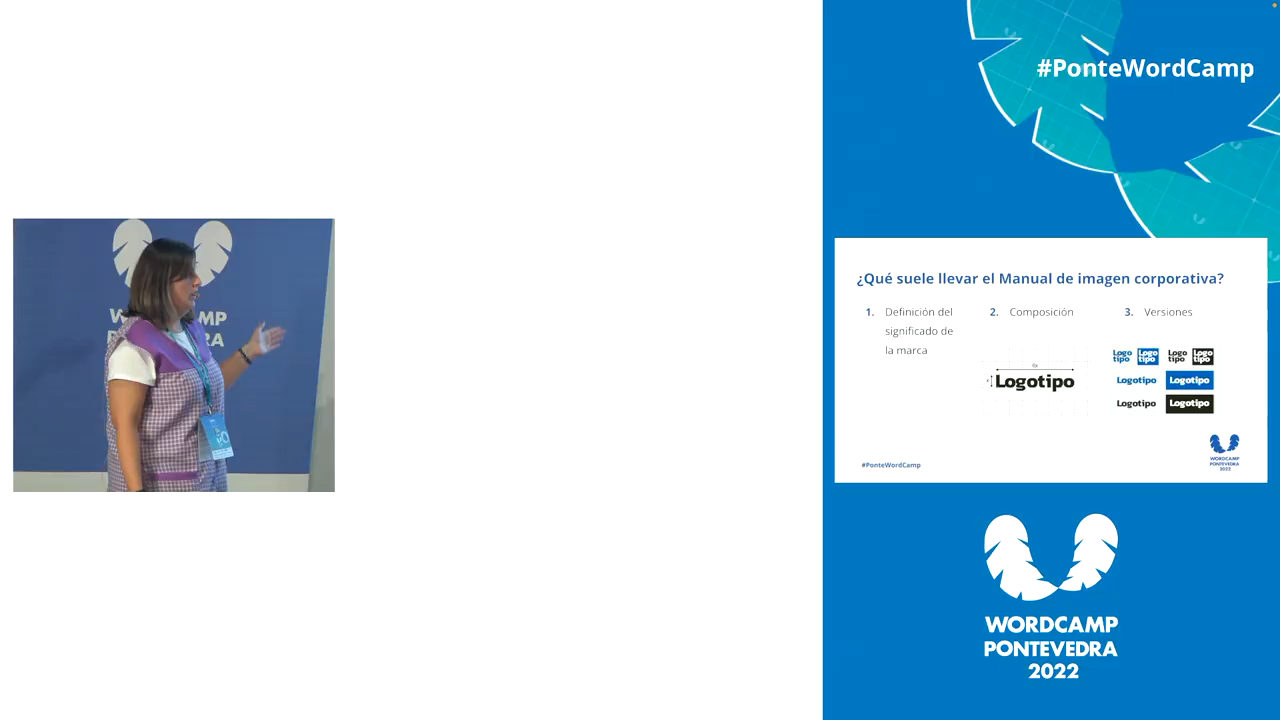 #PonteWordCamp
¿Qué suele llevar el Manual de imagen corporativa?
1. Definición del
significado de
la marca
2. Composición
6x
Logotipo
3. Versiones
Logo
tipo
Logo
tipo
Logo
tipo
Logo
tipo
Logotipo
Logotipo
Logotipo
Logotipo
#PonteWordCamp
WORDCAMP
PONTEVEDRA
2022
WORDCAMP
PONTEVEDRA
2022